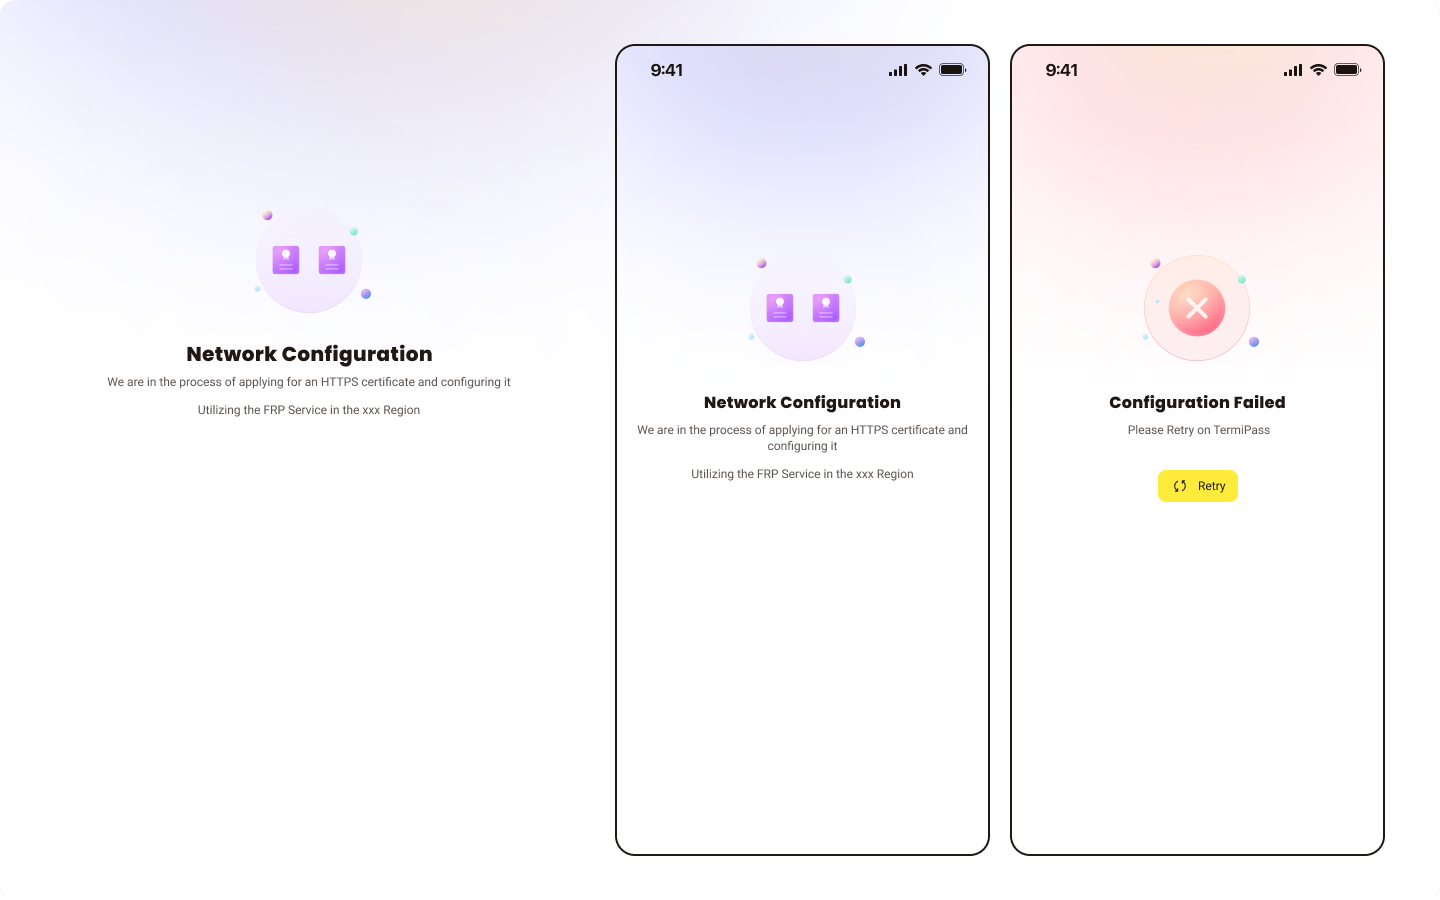 Network Configuration
We are in the process of applying for an HTTPS certificate and configuring it
Utilizing the FRP Service in the xxx Region
9:41
Network Configuration
We are in the process of applying for an HTTPS certificate and
configuring it
Utilizing the FRP Service in the xxx Region
9:41
Configuration Failed
Please Retry on TermiPass
Retry